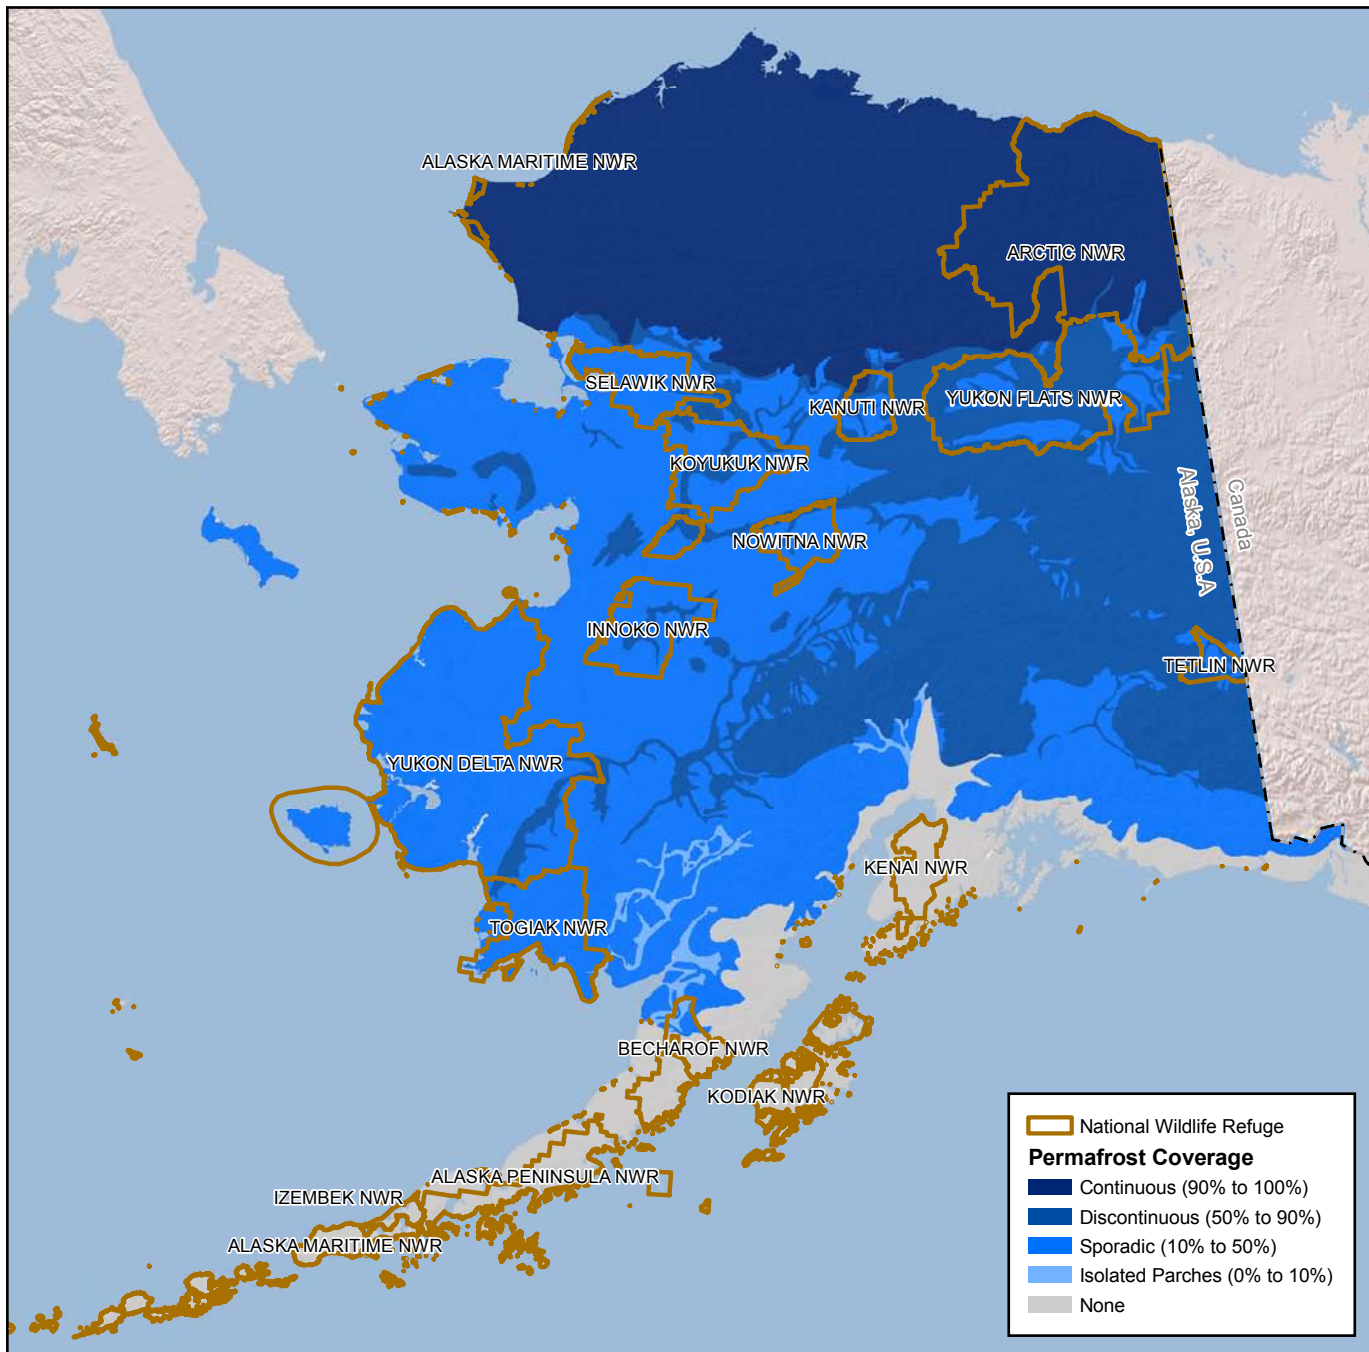 ALASKA MARITIME NWR
ARCTIC NWR
SELAWIK NWR
KANUTI NWR
YUKON FLATS NWR
KOYUKUK NWR
Alaska, U.S.A
Canada
NOWITNA NWR
INNOKO NWR
TETLIN NWR
YUKON DELTA NWR
KENAI NWR
TOGIAK NWR
BECHAROF NWR
KODIAK NWR
ALASKA PENINSULA NWR
IZEMBEK NWR
ALASKA MARITIME NWR
National Wildlife Refuge
Permafrost Coverage
Continuous (90% to 100%)
Discontinuous (50% to 90%)
Sporadic (10% to 50%)
Isolated Parches (0% to 10%)
None